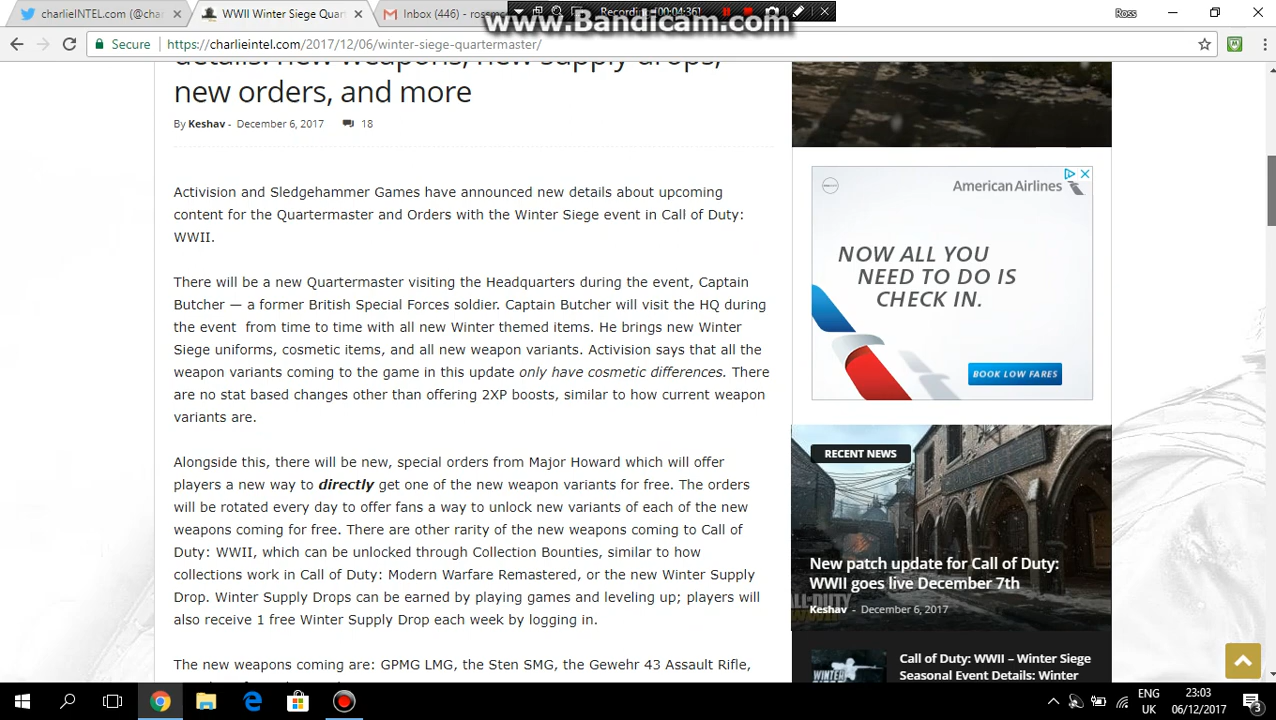 charlieINTEL.com (@cha
WWII Winter Siege Quar
Inbox (446) - rossm
Recording [00:04:36]
www.Bandicam.com
Ross
Secure
https://charlieintel.com/2017/12/06/winter-siege-quartermaster/
details: new weapons, new supply drops,
new orders, and more
By Keshav - December 6, 2017 18
Activision and Sledgehammer Games have announced new details about upcoming
content for the Quartermaster and Orders with the Winter Siege event in Call of Duty:
WWII.
There will be a new Quartermaster visiting the Headquarters during the event, Captain
Butcher — a former British Special Forces soldier. Captain Butcher will visit the HQ during
the event from time to time with all new Winter themed items. He brings new Winter
Siege uniforms, cosmetic items, and all new weapon variants. Activision says that all the
weapon variants coming to the game in this update only have cosmetic differences. There
are no stat based changes other than offering 2XP boosts, similar to how current weapon
variants are.
Alongside this, there will be new, special orders from Major Howard which will offer
players a new way to directly get one of the new weapon variants for free. The orders
will be rotated every day to offer fans a way to unlock new variants of each of the new
weapons coming for free. There are other rarity of the new weapons coming to Call of
Duty: WWII, which can be unlocked through Collection Bounties, similar to how
collections work in Call of Duty: Modern Warfare Remastered, or the new Winter Supply
Drop. Winter Supply Drops can be earned by playing games and leveling up; players will
also receive 1 free Winter Supply Drop each week by logging in.
The new weapons coming are: GPMG LMG, the Sten SMG, the Gewehr 43 Assault Rifle,
American Airlines
NOW ALL YOU
NEED TO DO IS
CHECK IN.
BOOK LOW FARES
RECENT NEWS
New patch update for Call of Duty:
WWII goes live December 7th
Keshav - December 6, 2017
Call of Duty: WWII – Winter Siege
Seasonal Event Details: Winter
ENG
UK
23:03
06/12/2017
3